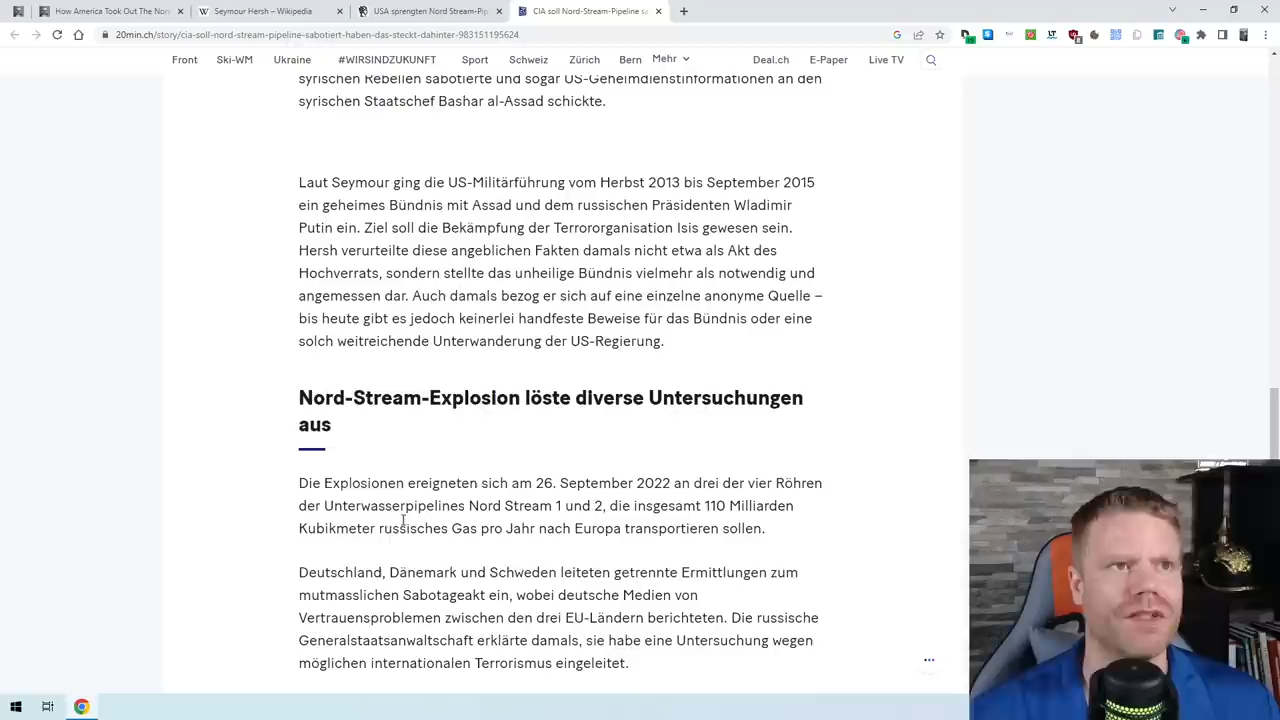 How America Took Out The Nor
Seymour Hersh – Wikipedia
USA sprengten Nord Stream-Pip
CIA soll Nord-Stream-Pipeline sa
20min.ch/story/cia-soll-nord-stream-pipeline-sabotiert-haben-das-steckt-dahinter-983151195624
Front Ski-WM Ukraine #WIRSINDZUKUNFT Sport Schweiz Zürich Bern Mehr Deal.ch E-Paper Live TV
syrischen Rebellen sabotierte und sogar US-Geheimdienstinformationen an den
syrischen Staatschef Bashar al-Assad schickte.
Laut Seymour ging die US-Militärführung vom Herbst 2013 bis September 2015
ein geheimes Bündnis mit Assad und dem russischen Präsidenten Wladimir
Putin ein. Ziel soll die Bekämpfung der Terrororganisation Isis gewesen sein.
Hersh verurteilte diese angeblichen Fakten damals nicht etwa als Akt des
Hochverrats, sondern stellte das unheilige Bündnis vielmehr als notwendig und
angemessen dar. Auch damals bezog er sich auf eine einzelne anonyme Quelle –
bis heute gibt es jedoch keinerlei handfeste Beweise für das Bündnis oder eine
solch weitreichende Unterwanderung der US-Regierung.
Nord-Stream-Explosion löste diverse Untersuchungen
aus
Die Explosionen ereigneten sich am 26. September 2022 an drei der vier Röhren
der Unterwasserpipelines Nord Stream 1 und 2, die insgesamt 110 Milliarden
Kubikmeter russisches Gas pro Jahr nach Europa transportieren sollen.
Deutschland, Dänemark und Schweden leiteten getrennte Ermittlungen zum
mutmasslichen Sabotageakt ein, wobei deutsche Medien von
Vertrauensproblemen zwischen den drei EU-Ländern berichteten. Die russische
Generalstaatsanwaltschaft erklärte damals, sie habe eine Untersuchung wegen
möglichen internationalen Terrorismus eingeleitet.